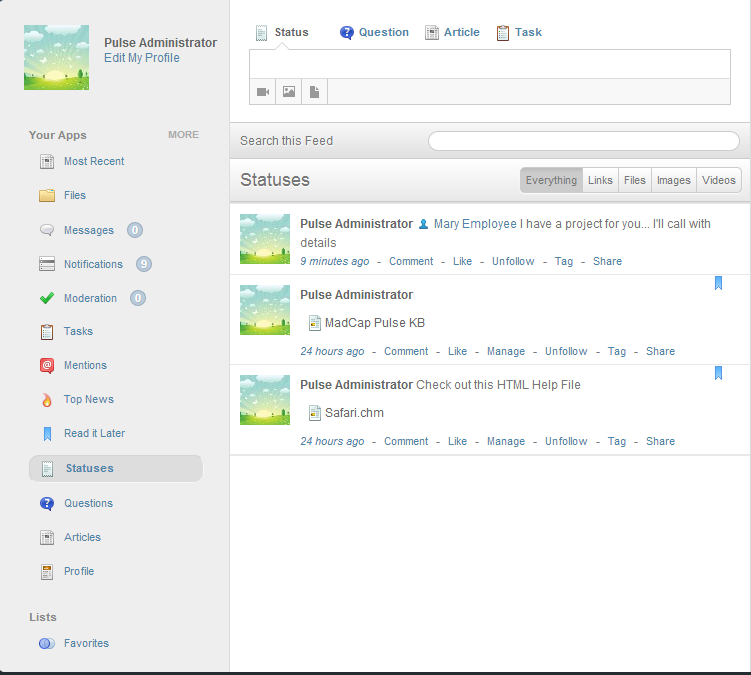 Pulse Administrator
Edit My Profile
Your Apps MORE
Most Recent
Files
Messages 0
Notifications 9
Moderation 0
Tasks
Mentions
Top News
Read it Later
Statuses
Questions
Articles
Profile
Lists
Favorites
Status Question Article Task
Search this Feed
Statuses Everything Links Files Images Videos
Pulse Administrator Mary Employee I have a project for you... I'll call with
details
9 minutes ago - Comment - Like - Unfollow - Tag - Share
Pulse Administrator
MadCap Pulse KB
24 hours ago - Comment - Like - Manage - Unfollow - Tag - Share
Pulse Administrator Check out this HTML Help File
Safari.chm
24 hours ago - Comment - Like - Manage - Unfollow - Tag - Share